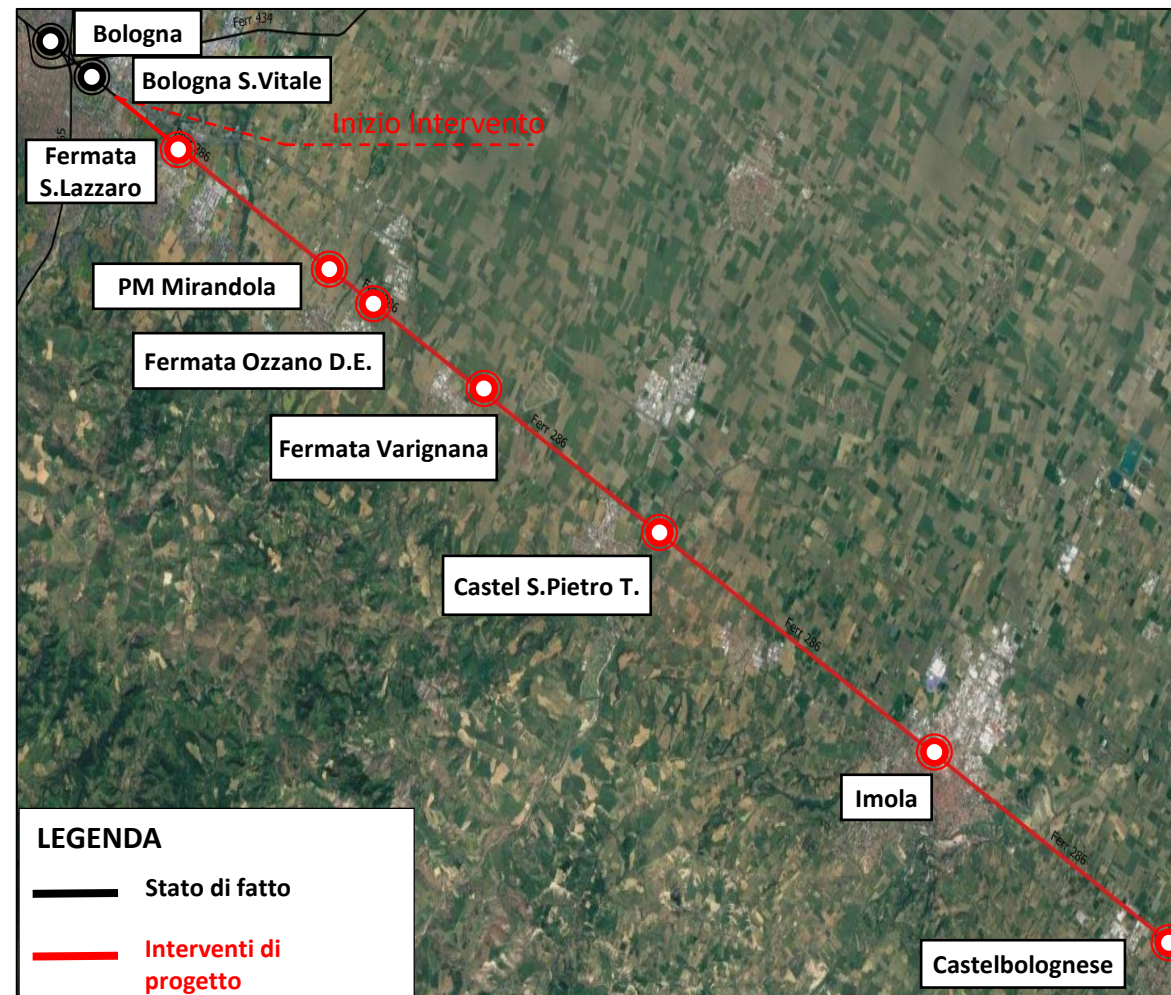 Ferr 434
Bologna
Bologna S.Vitale
Inizio Intervento
Ferr 286
Fermata
S.Lazzaro
PM Mirandola
Fermata Ozzano D.E.
Fermata Varignana
Ferr 286
Castel S.Pietro T.
Ferr 286
Imola
Ferr 286
Castelbolognese
LEGENDA
Stato di fatto
Interventi di
progetto